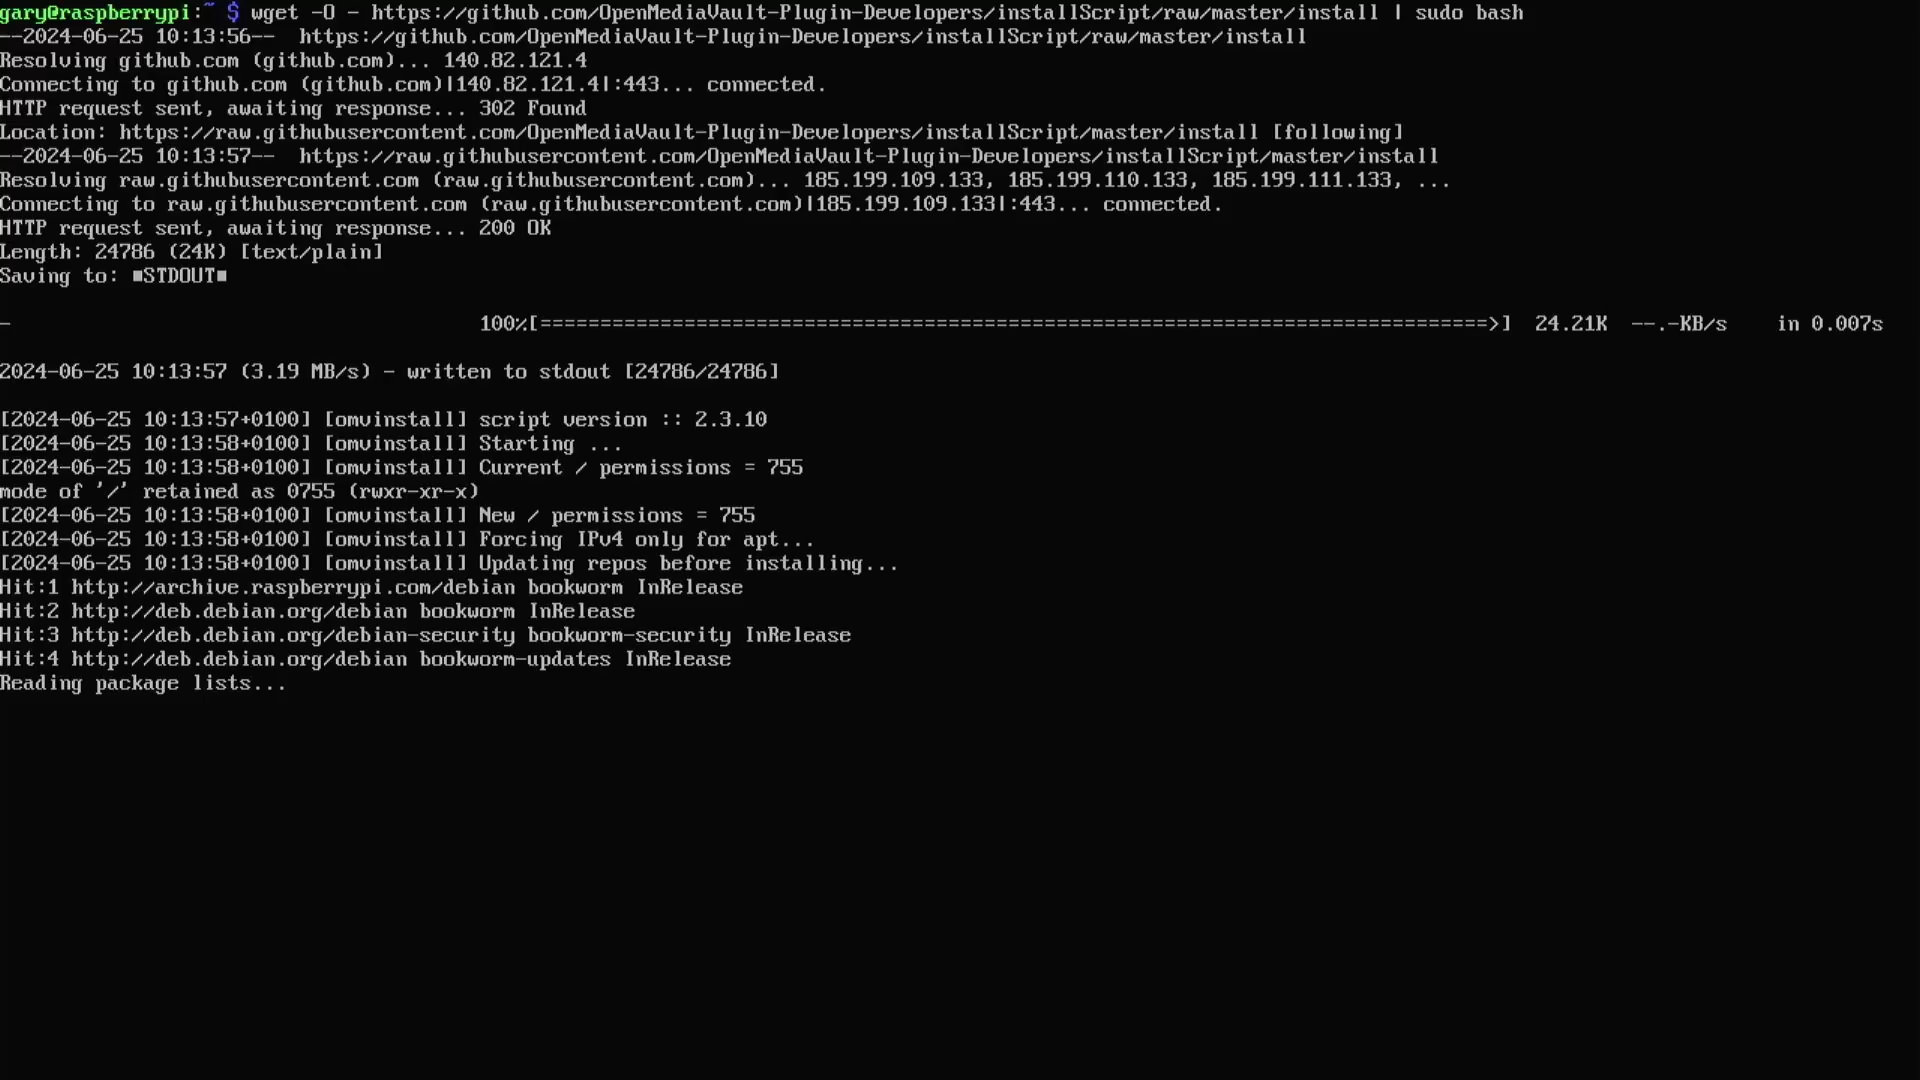 gary@raspberrypi:~ $ wget -O - https://github.com/OpenMediaVault-Plugin-Developers/installScript/raw/master/install | sudo bash
--2024-06-25 10:13:56--  https://github.com/OpenMediaVault-Plugin-Developers/installScript/raw/master/install
Resolving github.com (github.com)... 140.82.121.4
Connecting to github.com (github.com)|140.82.121.4|:443... connected.
HTTP request sent, awaiting response... 302 Found
Location: https://raw.githubusercontent.com/OpenMediaVault-Plugin-Developers/installScript/master/install [following]
--2024-06-25 10:13:57--  https://raw.githubusercontent.com/OpenMediaVault-Plugin-Developers/installScript/master/install
Resolving raw.githubusercontent.com (raw.githubusercontent.com)... 185.199.109.133, 185.199.110.133, 185.199.111.133, ...
Connecting to raw.githubusercontent.com (raw.githubusercontent.com)|185.199.109.133|:443... connected.
HTTP request sent, awaiting response... 200 OK
Length: 24786 (24K) [text/plain]
Saving to: ■STDOUT■
-                                       100%[===============================================================================>]  24.21K  --.-KB/s    in 0.007s
2024-06-25 10:13:57 (3.19 MB/s) - written to stdout [24786/24786]
[2024-06-25 10:13:57+0100] [omvinstall] script version :: 2.3.10
[2024-06-25 10:13:58+0100] [omvinstall] Starting ...
[2024-06-25 10:13:58+0100] [omvinstall] Current / permissions = 755
mode of '/' retained as 0755 (rwxr-xr-x)
[2024-06-25 10:13:58+0100] [omvinstall] New / permissions = 755
[2024-06-25 10:13:58+0100] [omvinstall] Forcing IPv4 only for apt...
[2024-06-25 10:13:58+0100] [omvinstall] Updating repos before installing...
Hit:1 http://archive.raspberrypi.com/debian bookworm InRelease
Hit:2 http://deb.debian.org/debian bookworm InRelease
Hit:3 http://deb.debian.org/debian-security bookworm-security InRelease
Hit:4 http://deb.debian.org/debian bookworm-updates InRelease
Reading package lists...